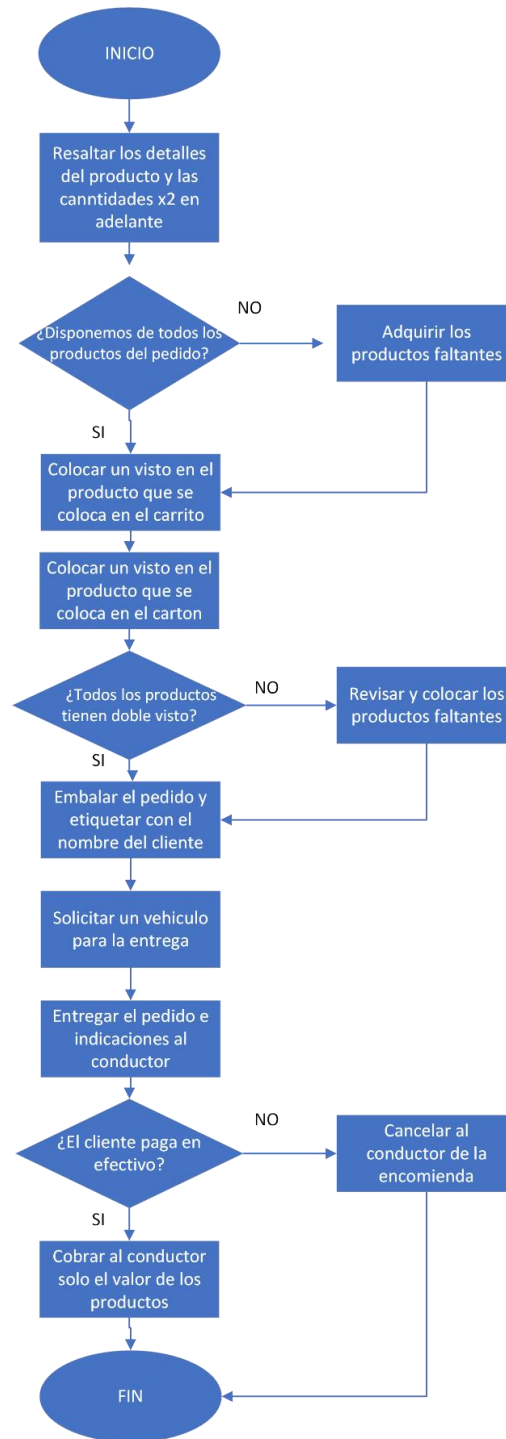 INICIO
Resaltar los detalles
del producto y las
canntidades x2 en
adelante
¿Disponemos de todos los
productos del pedido?
NO
Adquirir los
productos faltantes
SI
Colocar un visto en el
producto que se
coloca en el carrito
Colocar un visto en el
producto que se
coloca en el carton
¿Todos los productos
tienen doble visto?
NO
Revisar y colocar los
productos faltantes
SI
Embalar el pedido y
etiquetar con el
nombre del cliente
Solicitar un vehiculo
para la entrega
Entregar el pedido e
indicaciones al
conductor
¿El cliente paga en
efectivo?
NO
Cancelar al
conductor de la
encomienda
SI
Cobrar al conductor
solo el valor de los
productos
FIN